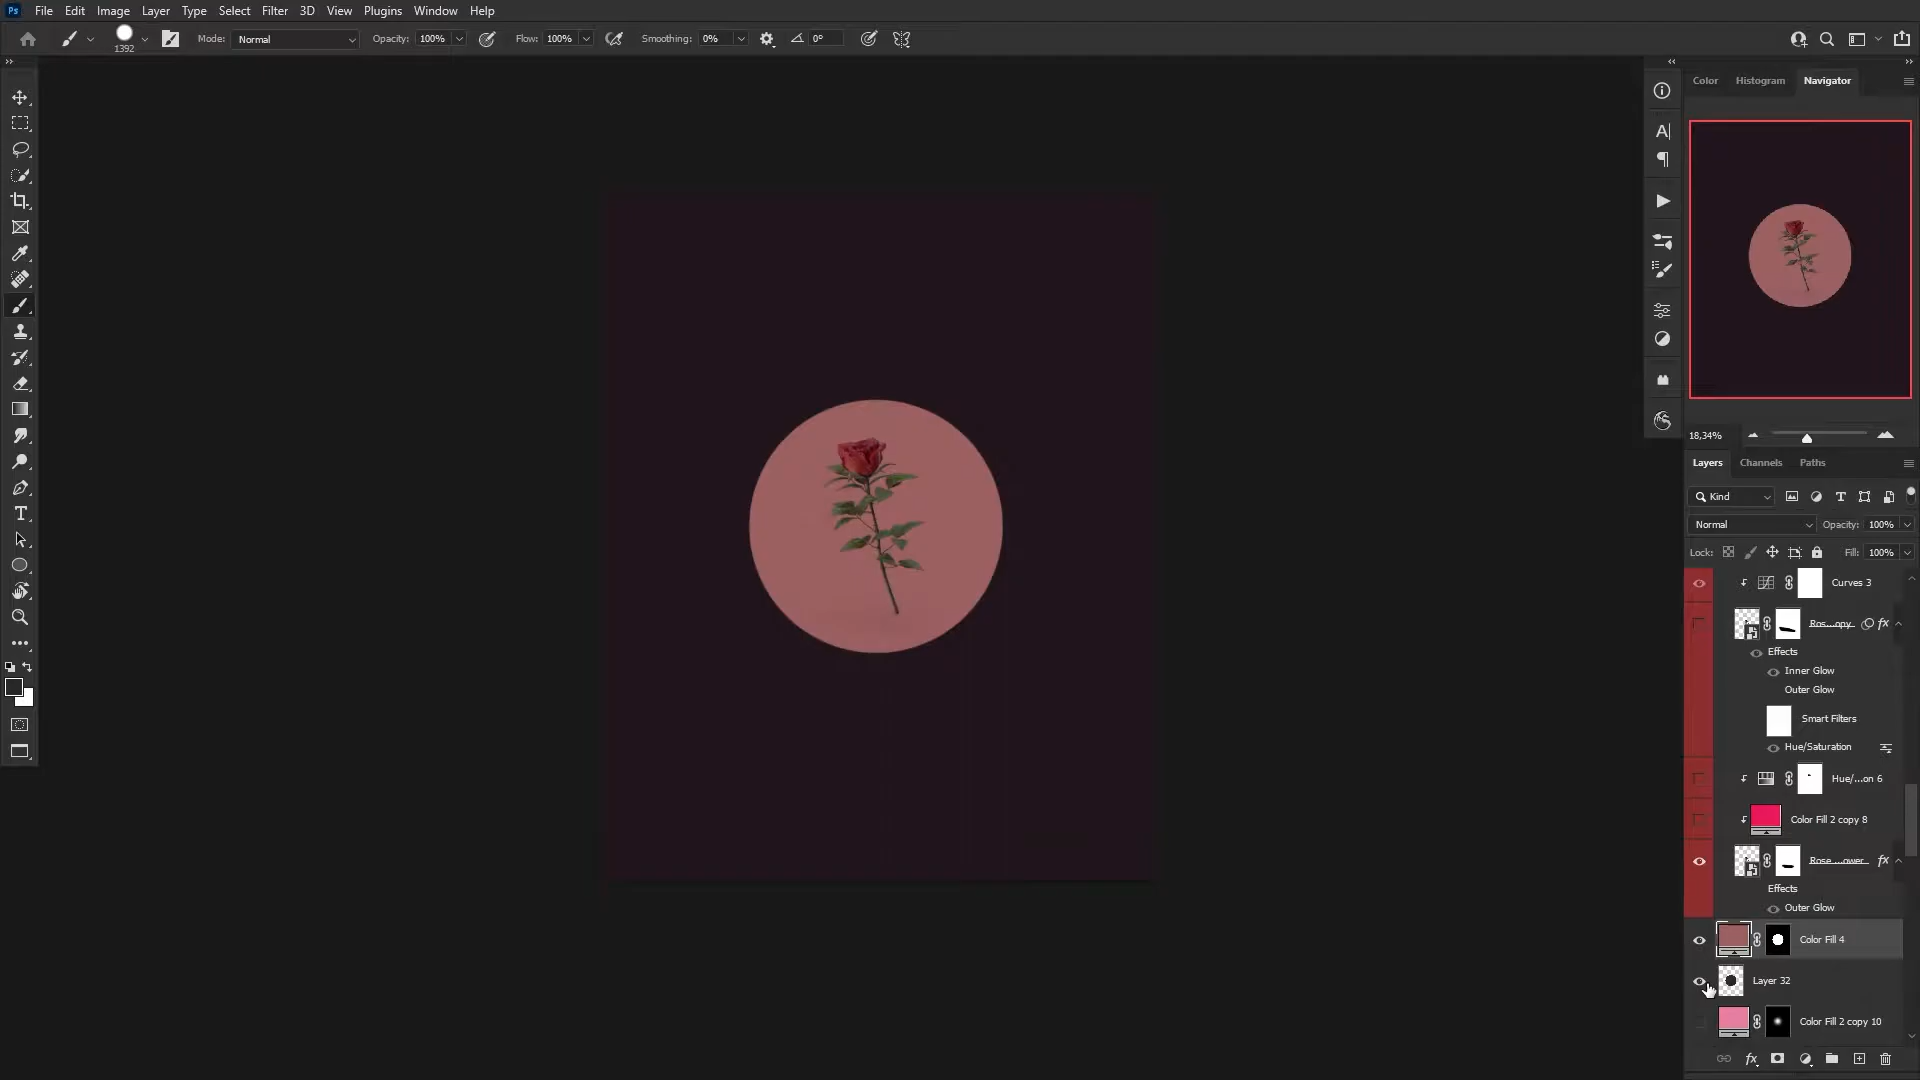 Ps File Edit Image Layer Type Select Filter 3D View Plugins Window Help
1392 Mode: Normal Opacity: 100% Flow: 100% Smoothing: 0% 0°
Color Histogram Navigator
18,34%
Layers Channels Paths
Kind
Normal Opacity: 100%
Lock: Fill: 100%
Curves 3
Ros...opy fx
Effects
Inner Glow
Outer Glow
Smart Filters
Hue/Saturation
Hue/...on 6
Color Fill 2 copy 8
Rose ...ower fx
Effects
Outer Glow
Color Fill 4
Layer 32
Color Fill 2 copy 10
fx